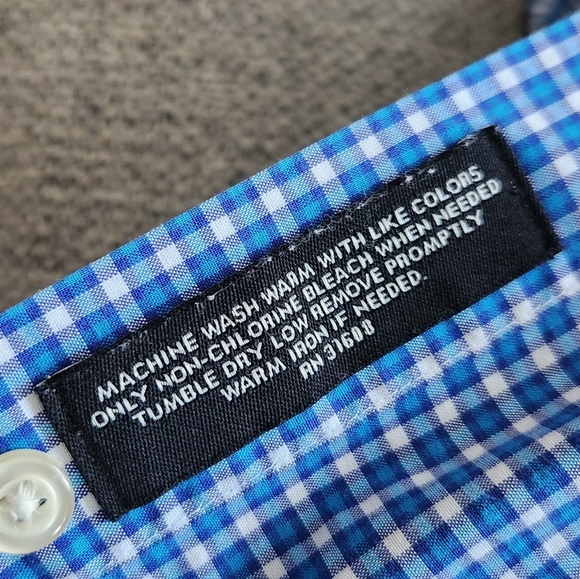 MACHINE WASH WARM WITH LIKE COLORS
ONLY NON-CHLORINE BLEACH WHEN NEEDED
TUMBLE DRY LOW REMOVE PROMPTLY
WARM IRON IF NEEDED.
RN 31608